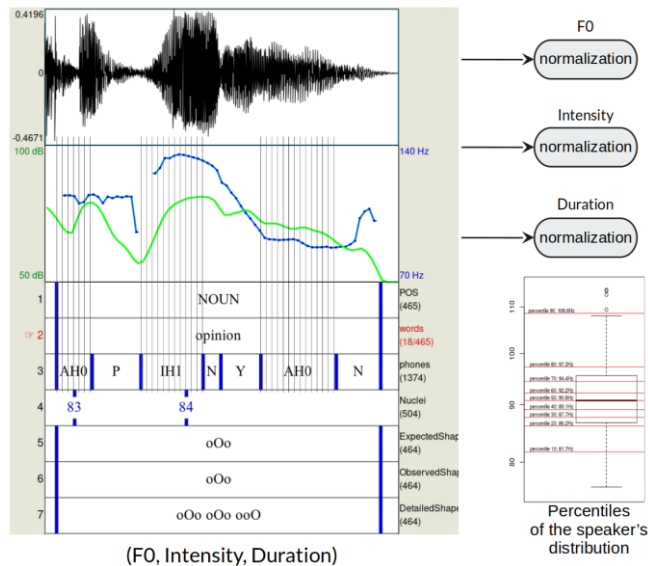 0.4196
0
-0.4671
100 dB
140 Hz
50 dB
70 Hz
1
NOUN
POS
(465)
☞ 2
opinion
words
(18/465)
3
AH0
P
IH1
N
Y
AH0
N
phones
(1374)
4
83
84
Nuclei
(504)
5
oOo
ExpectedShap
(464)
6
oOo
ObservedShap
(464)
7
oOo oOo ooO
DetailedShape
(464)
(F0, Intensity, Duration)
F0
normalization
Intensity
normalization
Duration
normalization
110
100
90
80
Percentiles
of the speaker's
distribution